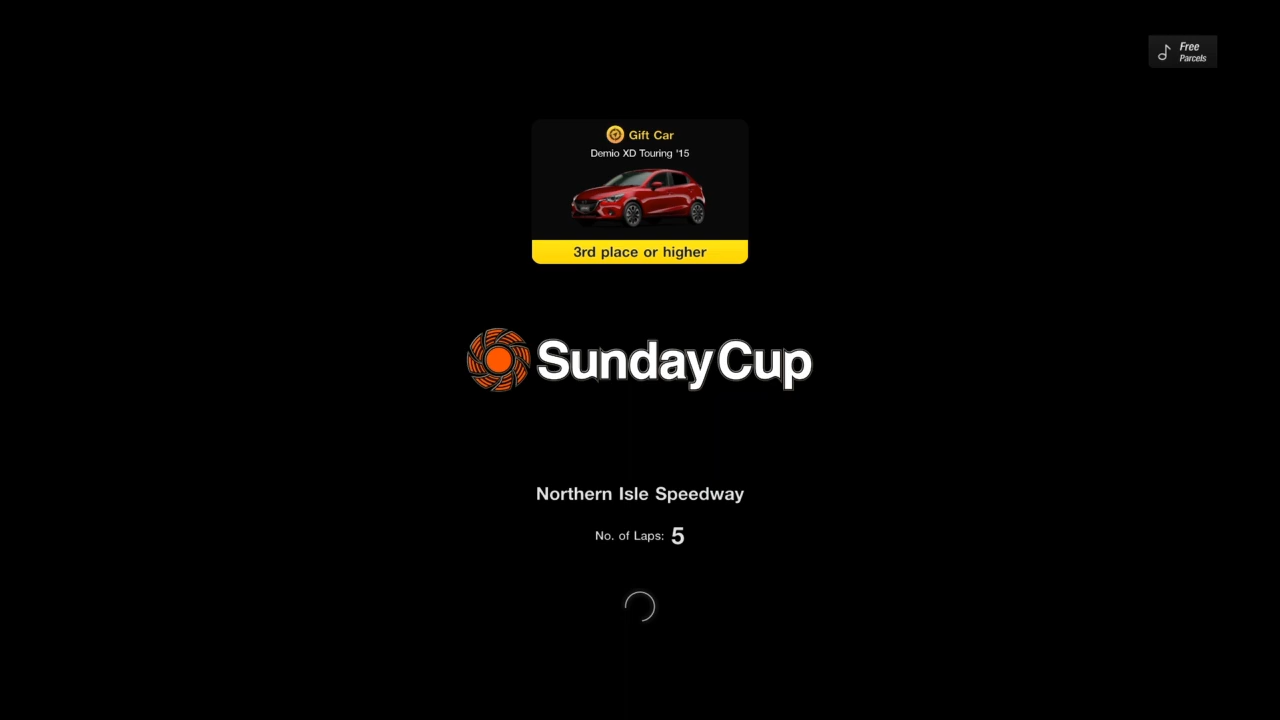 Free
Parcels
Gift Car
Demio XD Touring '15
3rd place or higher
Sunday Cup
Northern Isle Speedway
No. of Laps: 5